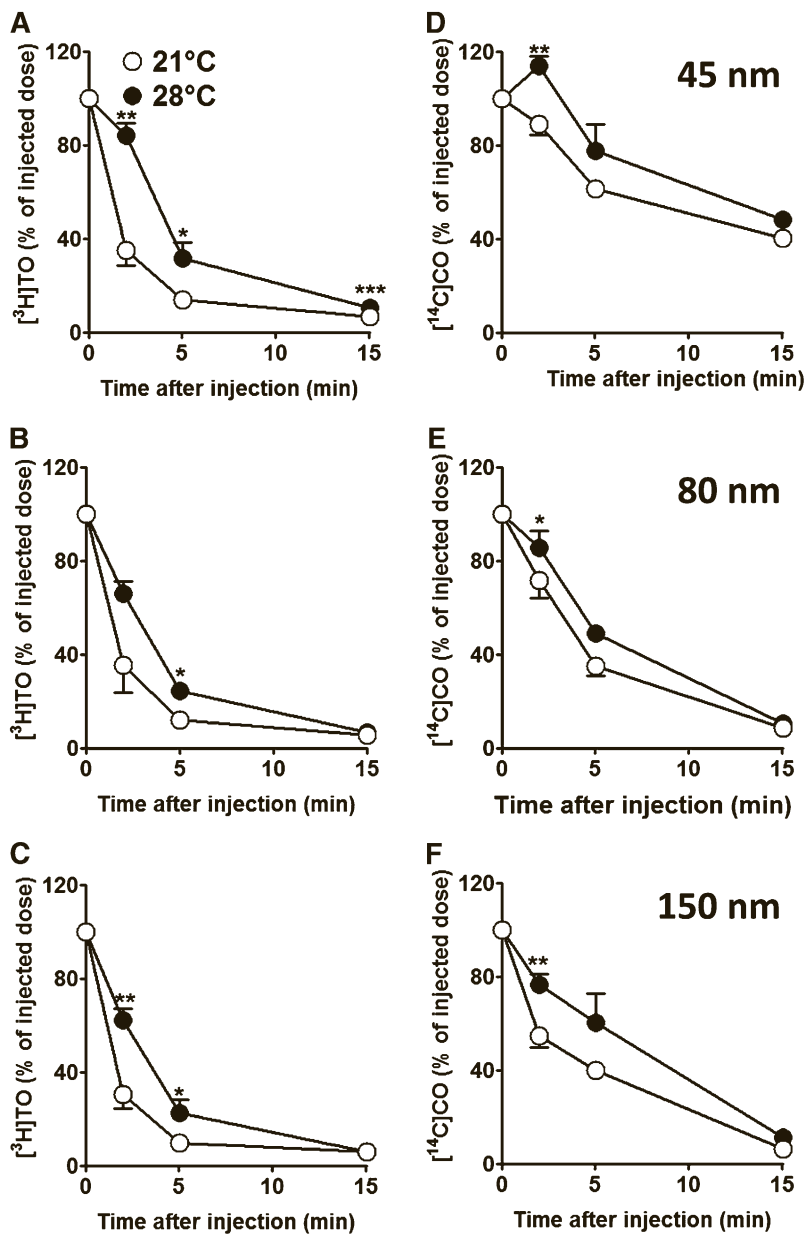 A
[³H]TO (% of injected dose)
120
80
40
0
21°C
28°C
**
*
***
0
5
10
15
Time after injection (min)
D
[¹⁴C]CO (% of injected dose)
120
80
40
0
**
45 nm
0
5
10
15
Time after injection (min)
B
[³H]TO (% of injected dose)
120
80
40
0
*
0
5
10
15
Time after injection (min)
E
[¹⁴C]CO (% of injected dose)
120
80
40
0
*
80 nm
0
5
10
15
Time after injection (min)
C
[³H]TO (% of injected dose)
120
80
40
0
**
*
0
5
10
15
Time after injection (min)
F
[¹⁴C]CO (% of injected dose)
120
80
40
0
**
150 nm
0
5
10
15
Time after injection (min)